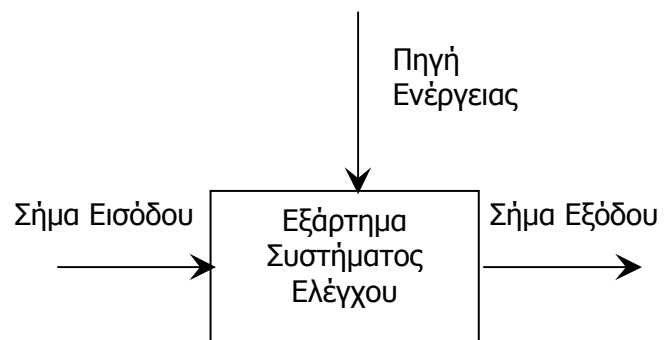 Πηγή
Ενέργειας
Σήμα Εισόδου
Εξάρτημα
Συστήματος
Ελέγχου
Σήμα Εξόδου